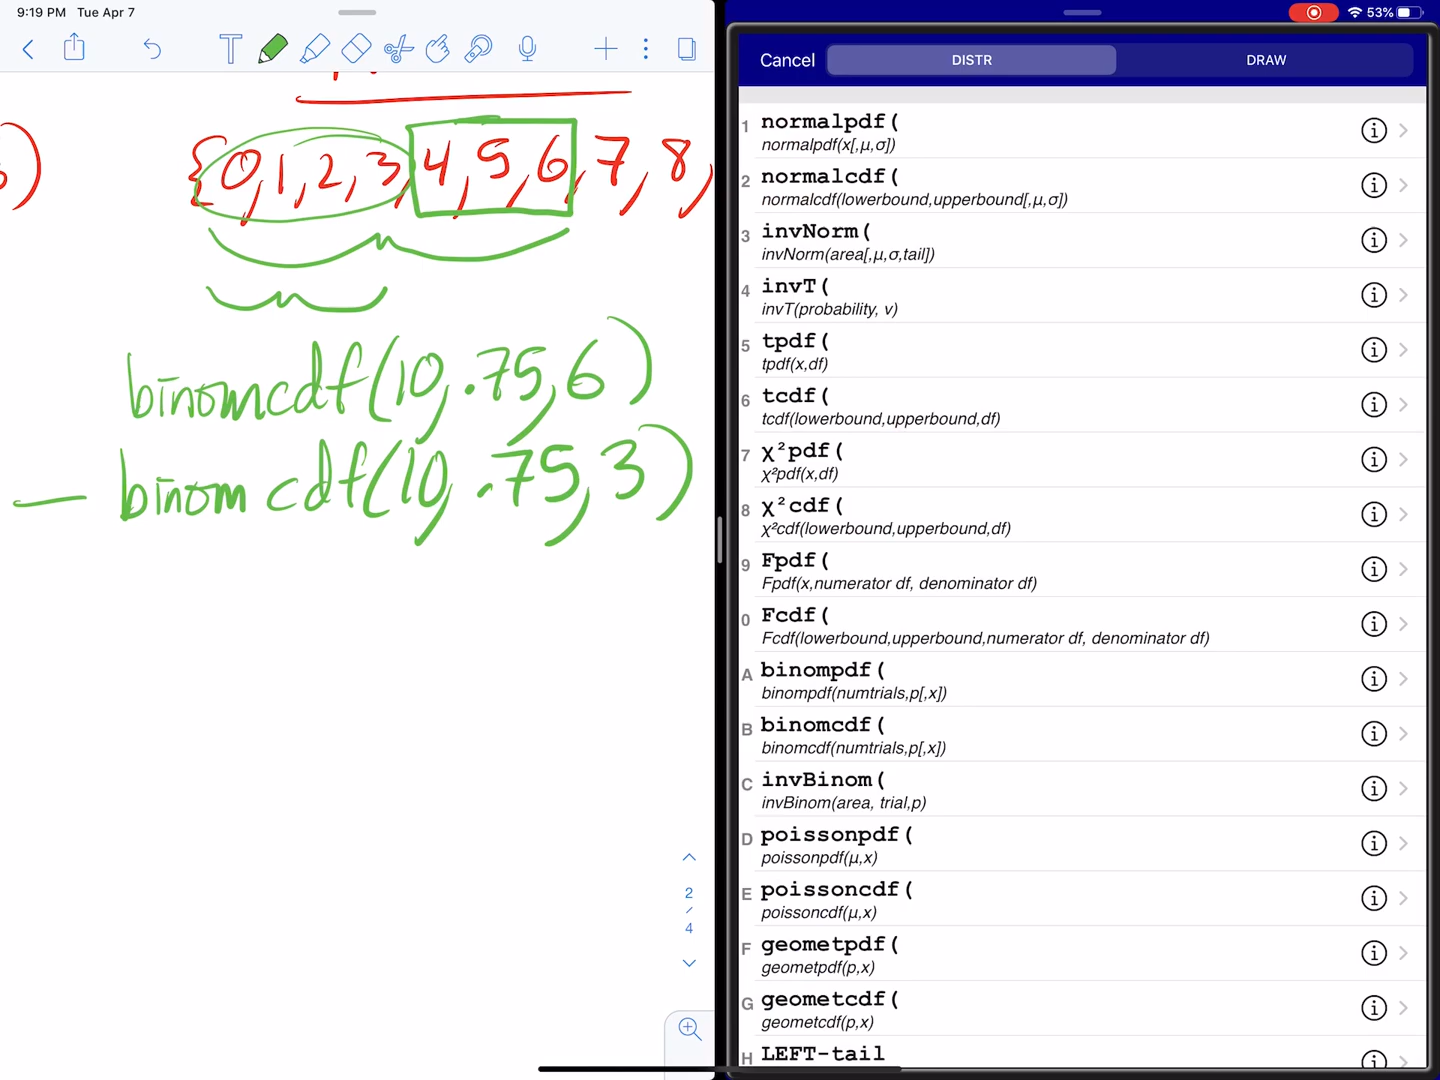 9:19 PM Tue Apr 7
{0,1,2,3,4,5,6,7,8,
binomcdf(10,.75,6)
— binomcdf(10,.75,3)
2
/
4
53%
Cancel
DISTR
DRAW
1 normalpdf(
normalpdf(x[,μ,σ])
2 normalcdf(
normalcdf(lowerbound,upperbound[,μ,σ])
3 invNorm(
invNorm(area[,μ,σ,tail])
4 invT(
invT(probability, v)
5 tpdf(
tpdf(x,df)
6 tcdf(
tcdf(lowerbound,upperbound,df)
7 χ²pdf(
χ²pdf(x,df)
8 χ²cdf(
χ²cdf(lowerbound,upperbound,df)
9 Fpdf(
Fpdf(x,numerator df, denominator df)
0 Fcdf(
Fcdf(lowerbound,upperbound,numerator df, denominator df)
A binompdf(
binompdf(numtrials,p[,x])
B binomcdf(
binomcdf(numtrials,p[,x])
C invBinom(
invBinom(area, trial,p)
D poissonpdf(
poissonpdf(μ,x)
E poissoncdf(
poissoncdf(μ,x)
F geometpdf(
geometpdf(p,x)
G geometcdf(
geometcdf(p,x)
H LEFT-tail